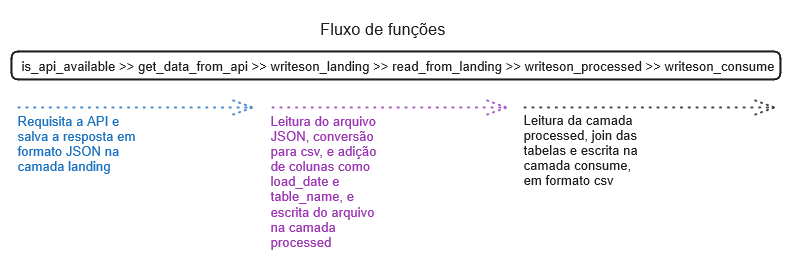 Fluxo de funções
is_api_available >> get_data_from_api >> writeson_landing >> read_from_landing >> writeson_processed >> writeson_consume
Requisita a API e
salva a resposta em
formato JSON na
camada landing
Leitura do arquivo
JSON, conversão
para csv, e adição
de colunas como
load_date e
table_name, e
escrita do arquivo
na camada
processed
Leitura da camada
processed, join das
tabelas e escrita na
camada consume,
em formato csv